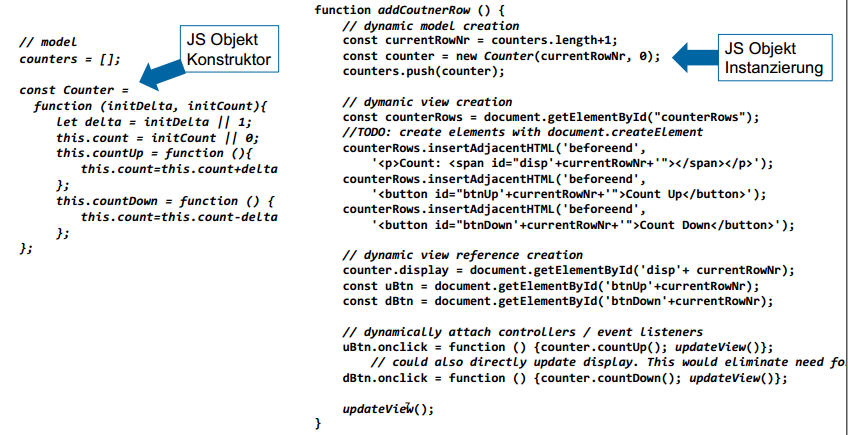 // model
counters = [];
JS Objekt
Konstruktor
const Counter =
function (initDelta, initCount){
let delta = initDelta || 1;
this.count = initCount || 0;
this.countUp = function (){
this.count=this.count+delta
};
this.countDown = function () {
this.count=this.count-delta
};
};
function addCoutnerRow () {
// dynamic model creation
const currentRowNr = counters.length+1;
const counter = new Counter(currentRowNr, 0);
counters.push(counter);
JS Objekt
Instanzierung
// dymanic view creation
const counterRows = document.getElementById("counterRows");
//TODO: create elements with document.createElement
counterRows.insertAdjacentHTML('beforeend',
'<p>Count: <span id="disp'+currentRowNr+'"></span></p>');
counterRows.insertAdjacentHTML('beforeend',
'<button id="btnUp'+currentRowNr+'">Count Up</button>');
counterRows.insertAdjacentHTML('beforeend',
'<button id="btnDown'+currentRowNr+'">Count Down</button>');
// dynamic view reference creation
counter.display = document.getElementById('disp'+ currentRowNr);
const uBtn = document.getElementById('btnUp'+currentRowNr);
const dBtn = document.getElementById('btnDown'+currentRowNr);
// dynamically attach controllers / event listeners
uBtn.onclick = function () {counter.countUp(); updateView()};
// could also directly update display. This would eliminate need fo
dBtn.onclick = function () {counter.countDown(); updateView()};
updateView();
}